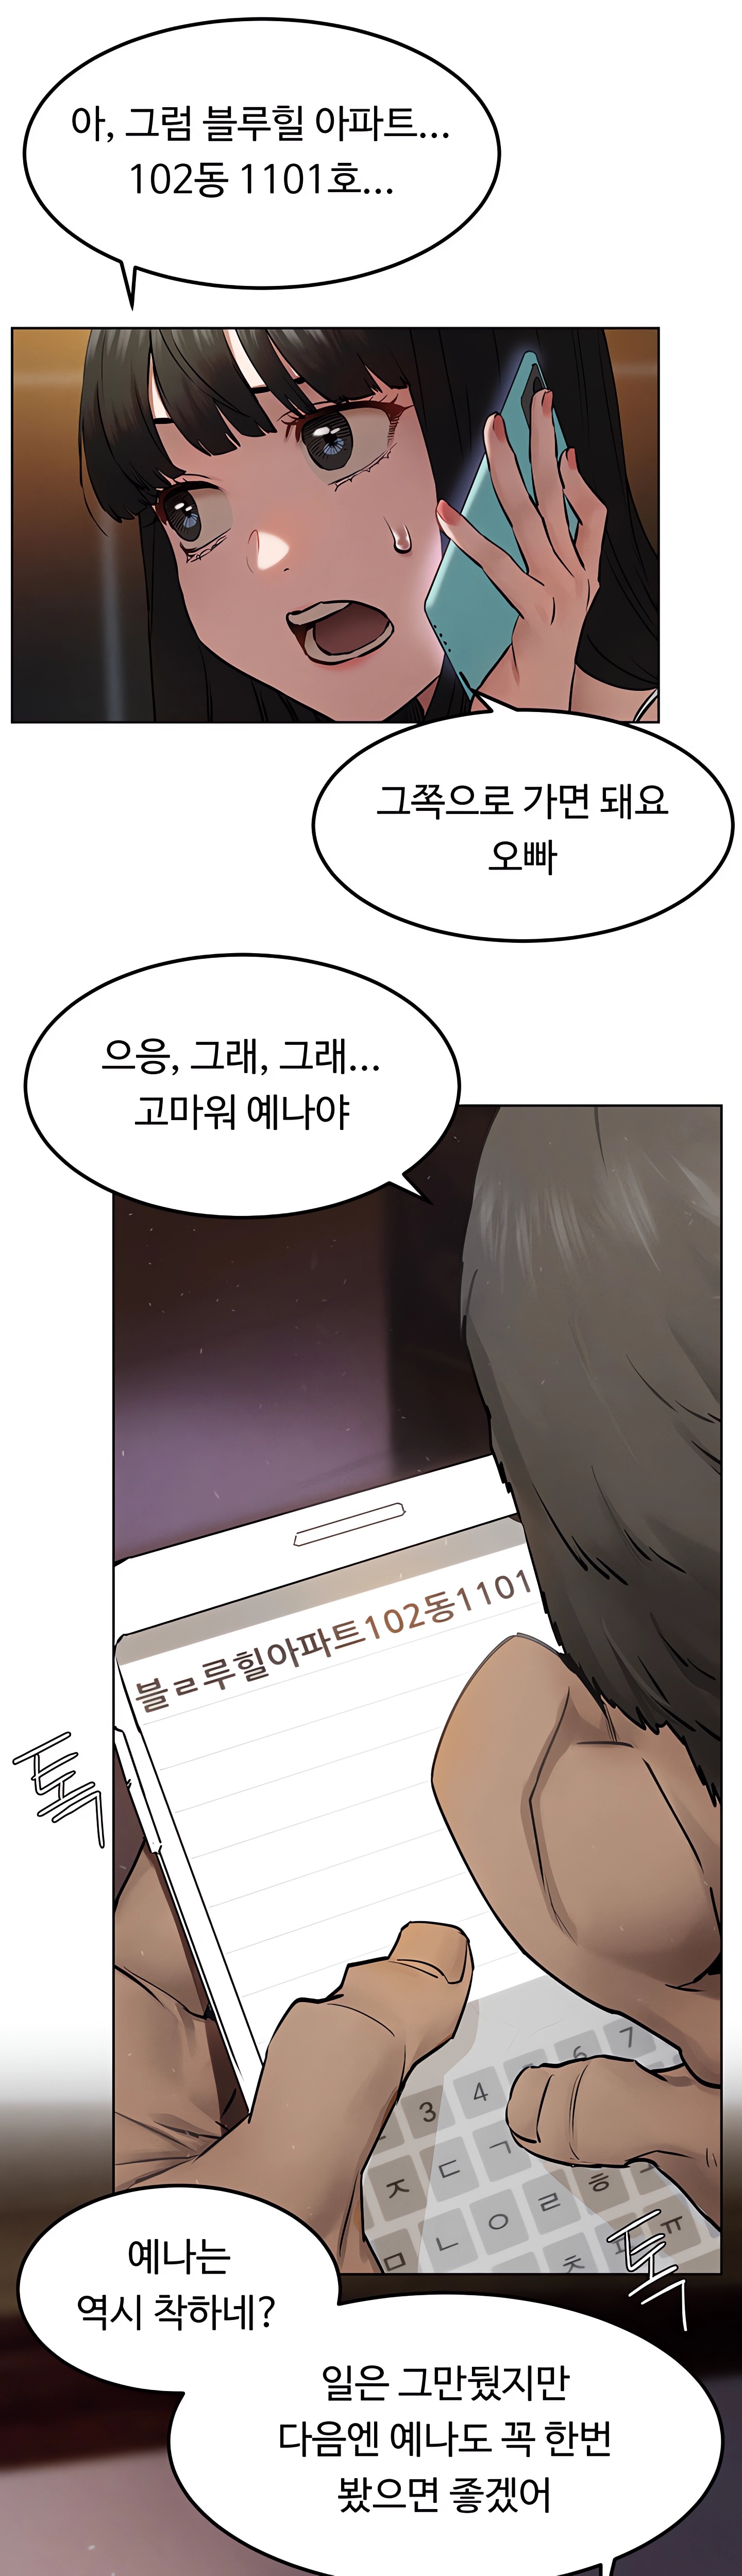 아, 그럼 블루힐 아파트...
102동 1101호...
그쪽으로 가면 돼요
오빠
으응, 그래, 그래...
고마워 예나야
블ㄹ루힐아파트102동1101
톡
3 4 6 7
ㅈ ㄷ ㄱ
ㅁ ㄴ ㅇ ㄹ ㅎ
ㅊ ㅍ ㅠ
톡
예나는
역시 착하네?
일은 그만뒀지만
다음엔 예나도 꼭 한번
봤으면 좋겠어